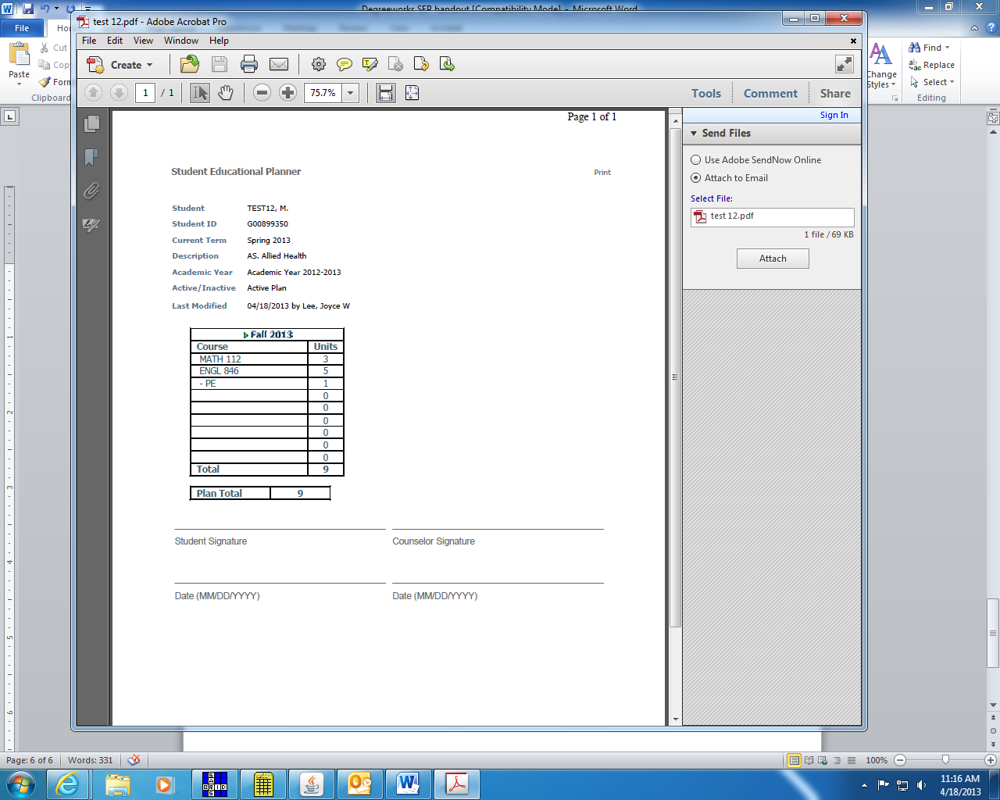 Degreeworks SEP handout [Compatibility Mode] - Microsoft Word
File
Paste
Cut
Copy
Clipboard
Change
Styles
Find
Replace
Select
Editing
test 12.pdf - Adobe Acrobat Pro
File Edit View Window Help
Create
1 / 1
75.7%
Tools Comment Share
Sign In
Send Files
Use Adobe SendNow Online
Attach to Email
Select File:
test 12.pdf
1 file / 69 KB
Attach
Page 1 of 1
Student Educational Planner
Print
Student TEST12, M.
Student ID G00899350
Current Term Spring 2013
Description AS. Allied Health
Academic Year Academic Year 2012-2013
Active/Inactive Active Plan
Last Modified 04/18/2013 by Lee, Joyce W
Fall 2013
Course Units
MATH 112 3
ENGL 846 5
- PE 1
0
0
0
0
0
0
Total 9
Plan Total 9
Student Signature Counselor Signature
Date (MM/DD/YYYY) Date (MM/DD/YYYY)
Page: 6 of 6 Words: 331
100%
SARS
GRID
11:16 AM
4/18/2013